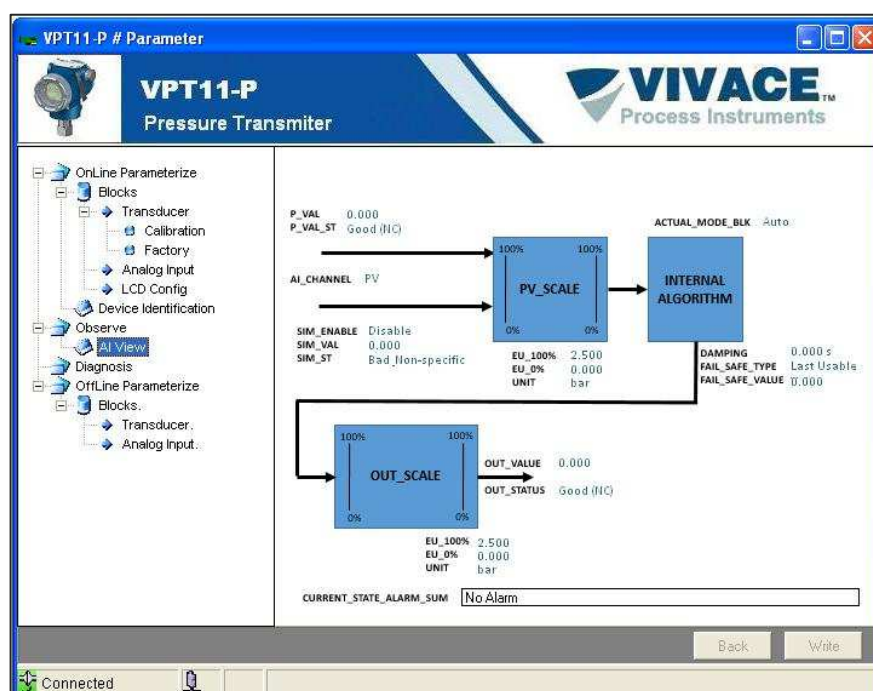 VPT11-P # Parameter
VPT11-P
Pressure Transmiter
VIVACE TM
Process Instruments
OnLine Parameterize
Blocks
Transducer
Calibration
Factory
Analog Input
LCD Config
Device Identification
Observe
AI View
Diagnosis
OffLine Parameterize
Blocks.
Transducer.
Analog Input.
P_VAL 0.000
P_VAL_ST Good (NC)
ACTUAL_MODE_BLK Auto
100% 100%
AI_CHANNEL PV
PV_SCALE
INTERNAL
ALGORITHM
0% 0%
SIM_ENABLE Disable
SIM_VAL 0.000
SIM_ST Bad_Non-specific
EU_100% 2.500
EU_0% 0.000
UNIT bar
DAMPING 0.000 s
FAIL_SAFE_TYPE Last Usable
FAIL_SAFE_VALUE 0.000
100% 100%
OUT_SCALE
0% 0%
OUT_VALUE 0.000
OUT_STATUS Good (NC)
EU_100% 2.500
EU_0% 0.000
UNIT bar
CURRENT_STATE_ALARM_SUM No Alarm
Back Write
Connected